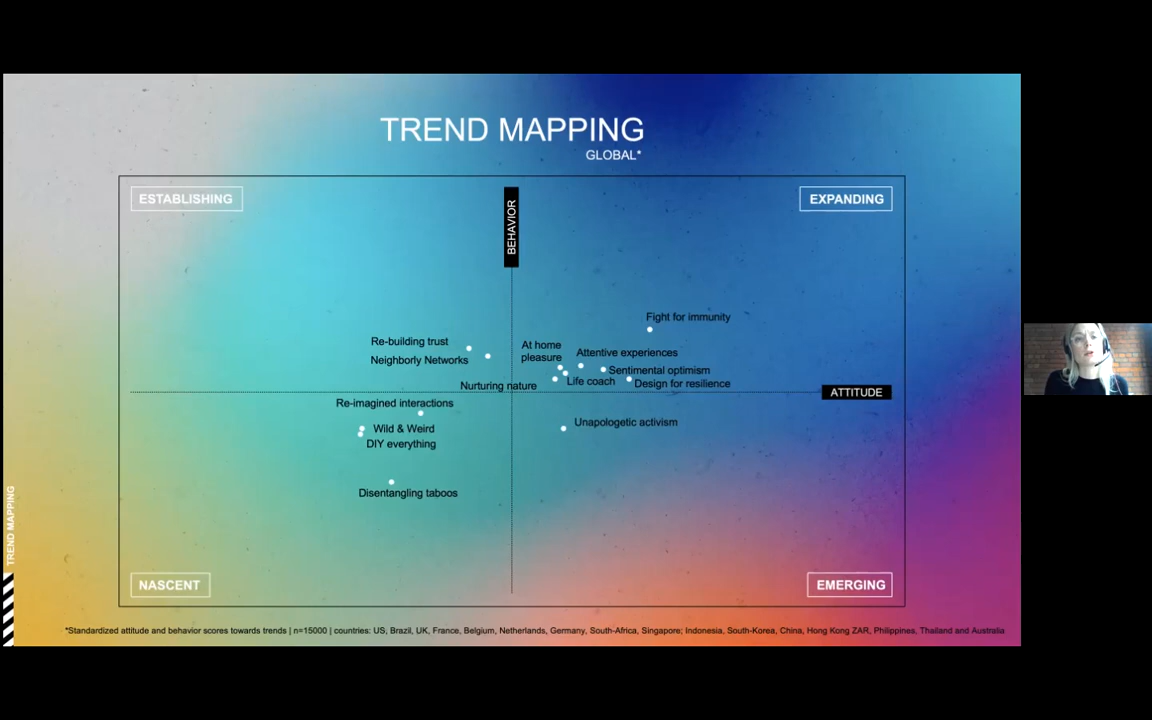 TREND MAPPING
GLOBAL*
ESTABLISHING
EXPANDING
BEHAVIOR
Fight for immunity
Re-building trust
Neighborly Networks
At home
pleasure
Attentive experiences
Sentimental optimism
Life coach
Design for resilience
Nurturing nature
ATTITUDE
Re-imagined interactions
Wild & Weird
DIY everything
Unapologetic activism
Disentangling taboos
TREND MAPPING
NASCENT
EMERGING
*Standardized attitude and behavior scores towards trends | n=15000 | countries: US, Brazil, UK, France, Belgium, Netherlands, Germany, South-Africa, Singapore; Indonesia, South-Korea, China, Hong Kong ZAR, Philippines, Thailand and Australia